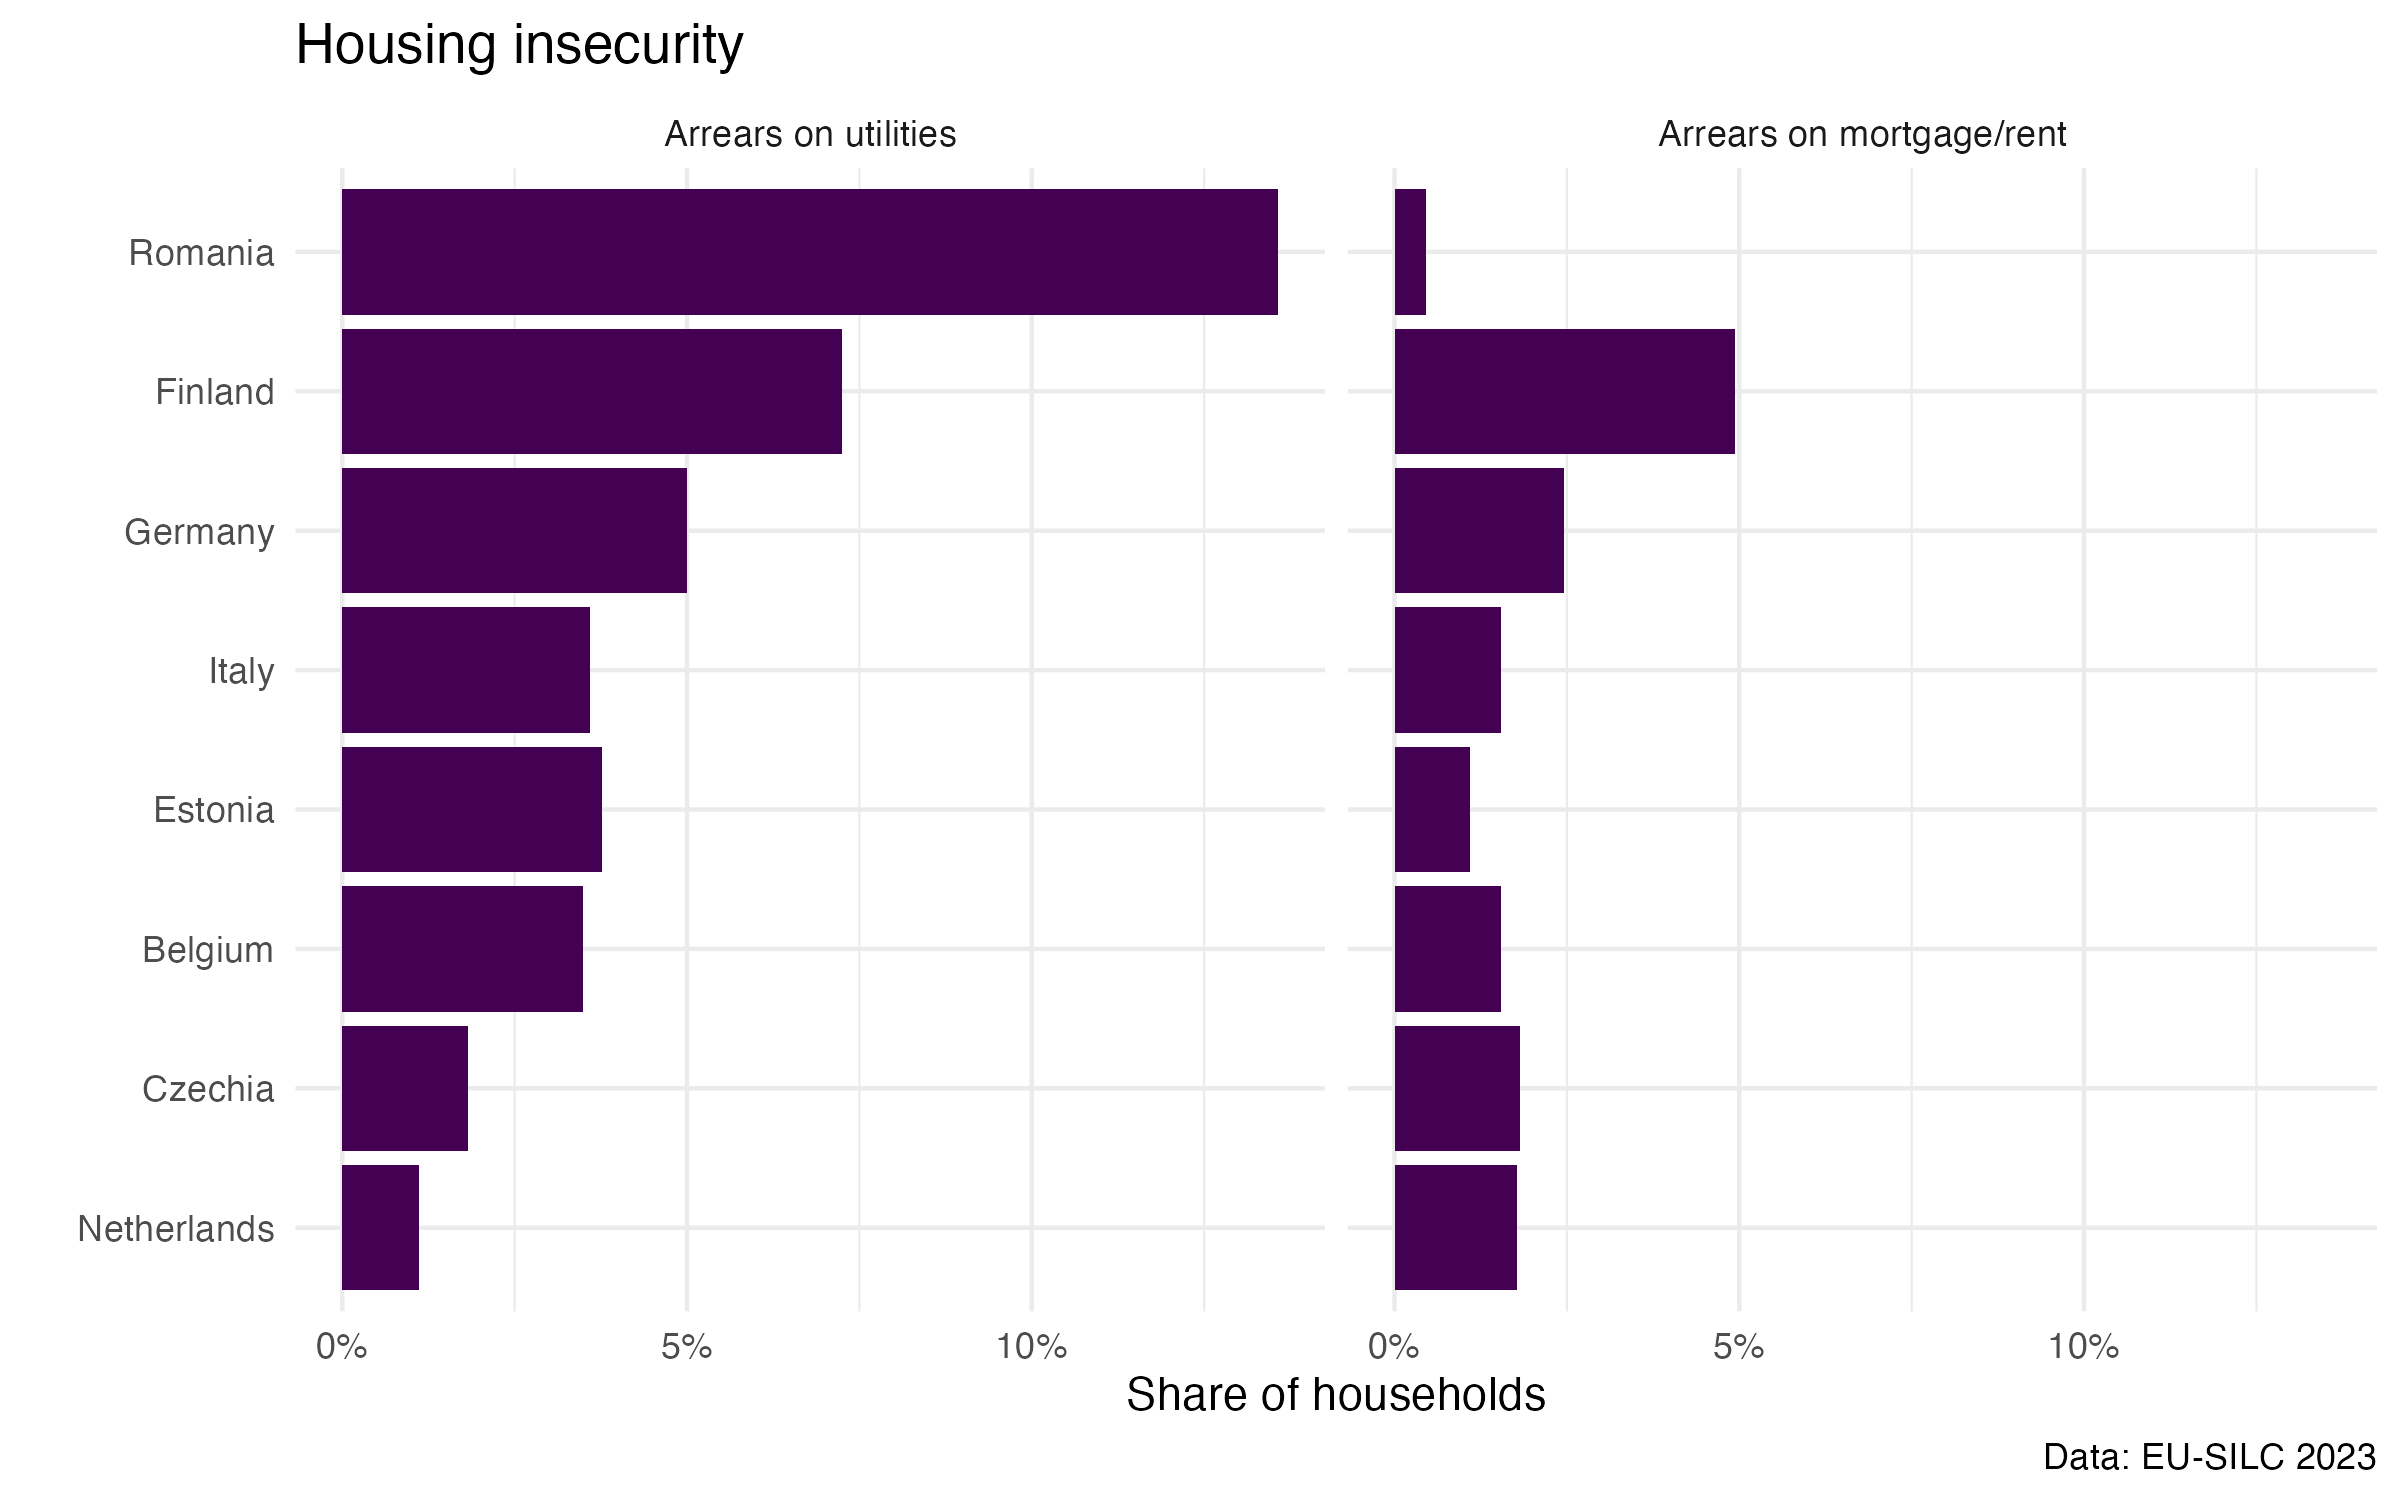 Housing insecurity
Arrears on utilities
Arrears on mortgage/rent
Romania
Finland
Germany
Italy
Estonia
Belgium
Czechia
Netherlands
0% 5% 10% 0% 5% 10%
Share of households
Data: EU-SILC 2023